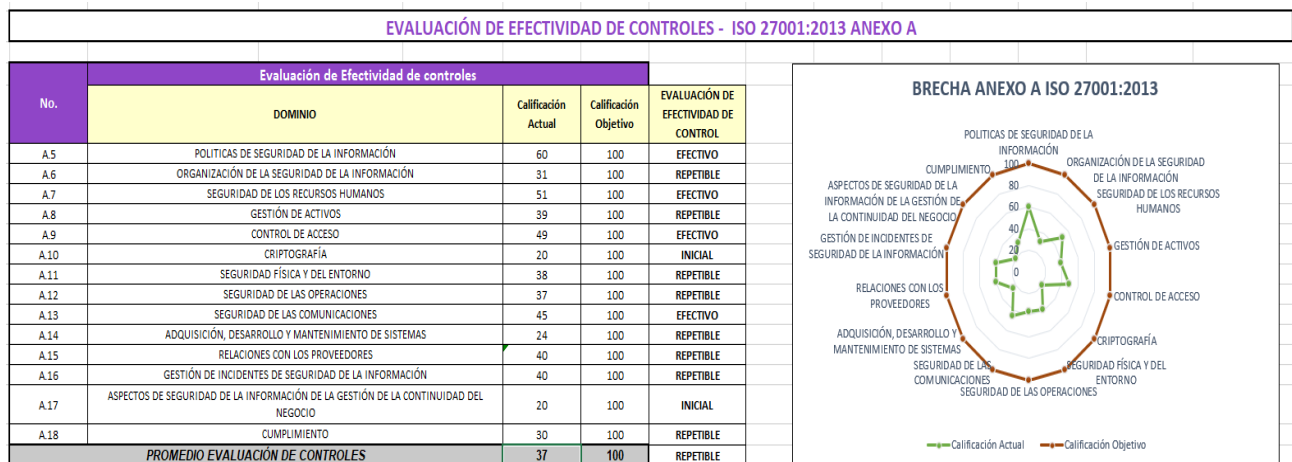 EVALUACIÓN DE EFECTIVIDAD DE CONTROLES - ISO 27001:2013 ANEXO A
No.
Evaluación de Efectividad de controles
DOMINIO
Calificación
Actual
Calificación
Objetivo
EVALUACIÓN DE
EFECTIVIDAD DE
CONTROL
A.5 POLITICAS DE SEGURIDAD DE LA INFORMACIÓN 60 100 EFECTIVO
A.6 ORGANIZACIÓN DE LA SEGURIDAD DE LA INFORMACIÓN 31 100 REPETIBLE
A.7 SEGURIDAD DE LOS RECURSOS HUMANOS 51 100 EFECTIVO
A.8 GESTIÓN DE ACTIVOS 39 100 REPETIBLE
A.9 CONTROL DE ACCESO 49 100 EFECTIVO
A.10 CRIPTOGRAFÍA 20 100 INICIAL
A.11 SEGURIDAD FÍSICA Y DEL ENTORNO 38 100 REPETIBLE
A.12 SEGURIDAD DE LAS OPERACIONES 37 100 REPETIBLE
A.13 SEGURIDAD DE LAS COMUNICACIONES 45 100 EFECTIVO
A.14 ADQUISICIÓN, DESARROLLO Y MANTENIMIENTO DE SISTEMAS 24 100 REPETIBLE
A.15 RELACIONES CON LOS PROVEEDORES 40 100 REPETIBLE
A.16 GESTIÓN DE INCIDENTES DE SEGURIDAD DE LA INFORMACIÓN 40 100 REPETIBLE
A.17 ASPECTOS DE SEGURIDAD DE LA INFORMACIÓN DE LA GESTIÓN DE LA CONTINUIDAD DEL
NEGOCIO 20 100 INICIAL
A.18 CUMPLIMIENTO 30 100 REPETIBLE
PROMEDIO EVALUACIÓN DE CONTROLES 37 100 REPETIBLE
BRECHA ANEXO A ISO 27001:2013
POLITICAS DE SEGURIDAD DE LA
INFORMACIÓN
ORGANIZACIÓN DE LA SEGURIDAD
DE LA INFORMACIÓN
SEGURIDAD DE LOS RECURSOS
HUMANOS
GESTIÓN DE ACTIVOS
CONTROL DE ACCESO
CRIPTOGRAFÍA
SEGURIDAD FÍSICA Y DEL
ENTORNO
SEGURIDAD DE LAS OPERACIONES
SEGURIDAD DE LAS
COMUNICACIONES
ADQUISICIÓN, DESARROLLO Y
MANTENIMIENTO DE SISTEMAS
RELACIONES CON LOS
PROVEEDORES
GESTIÓN DE INCIDENTES DE
SEGURIDAD DE LA INFORMACIÓN
ASPECTOS DE SEGURIDAD DE LA
INFORMACIÓN DE LA GESTIÓN DE
LA CONTINUIDAD DEL NEGOCIO
CUMPLIMIENTO
100
80
60
40
20
0
Calificación Actual
Calificación Objetivo